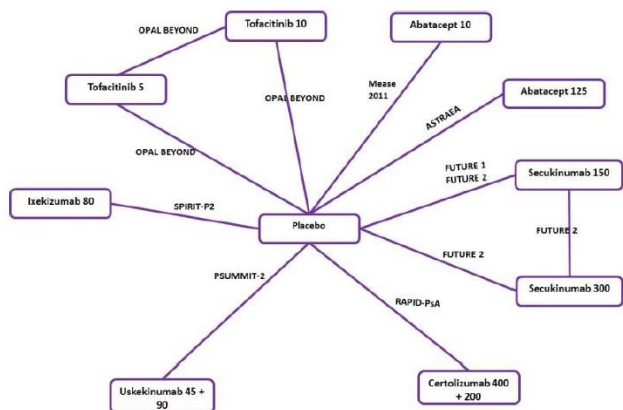 Tofacitinib 10
Abatacept 10
OPAL BEYOND
Tofacitinib 5
OPAL BEYOND
Mease
2011
Abatacept 125
ASTRAEA
OPAL BEYOND
FUTURE 1
FUTURE 2
Secukinumab 150
Ixekizumab 80
SPIRIT-P2
Placebo
FUTURE 2
FUTURE 2
PSUMMIT-2
Secukinumab 300
RAPID-PsA
Uskekinumab 45 +
90
Certolizumab 400
+ 200